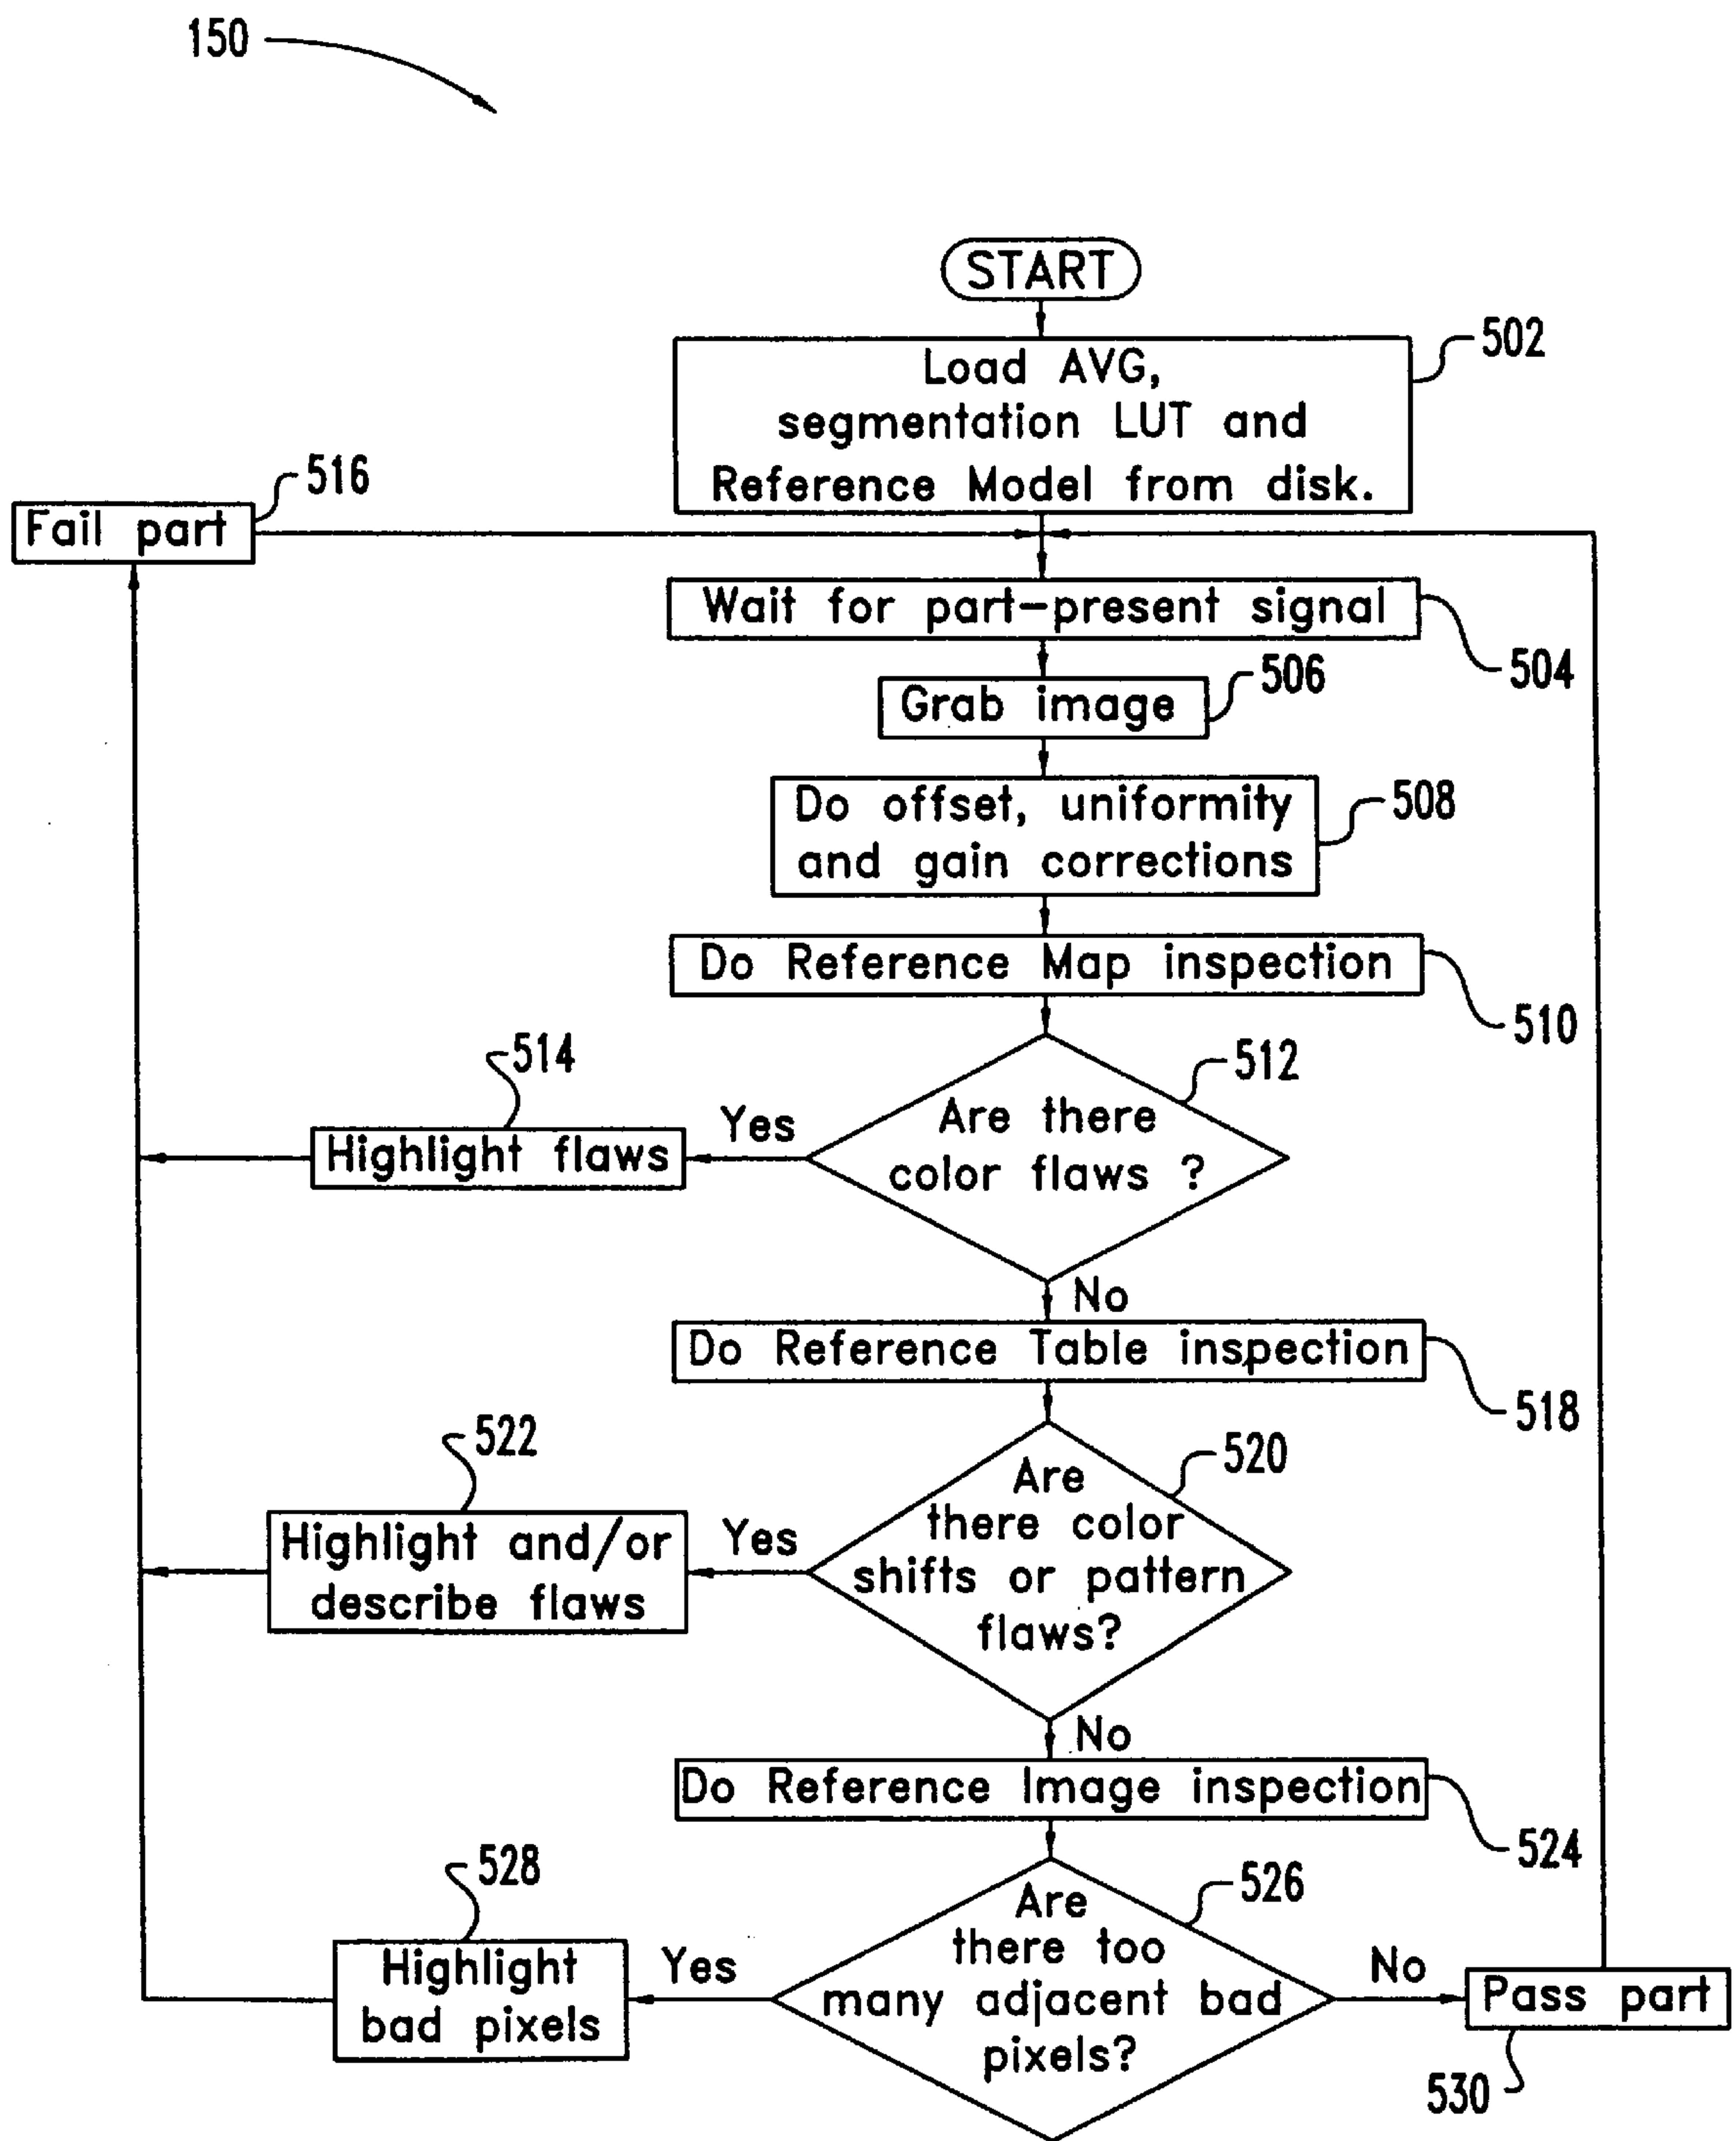 150
START
Load AVG,
segmentation LUT and
Reference Model from disk.
502
Fail part
516
Wait for part-present signal
504
Grab image
506
Do offset, uniformity
and gain corrections
508
Do Reference Map inspection
510
Are there
color flaws ?
512
Yes
Highlight flaws
514
No
Do Reference Table inspection
518
Are
there color
shifts or pattern
flaws?
520
Yes
Highlight and/or
describe flaws
522
No
Do Reference Image inspection
524
Are
there too
many adjacent bad
pixels?
526
Yes
Highlight
bad pixels
528
No
Pass part
530